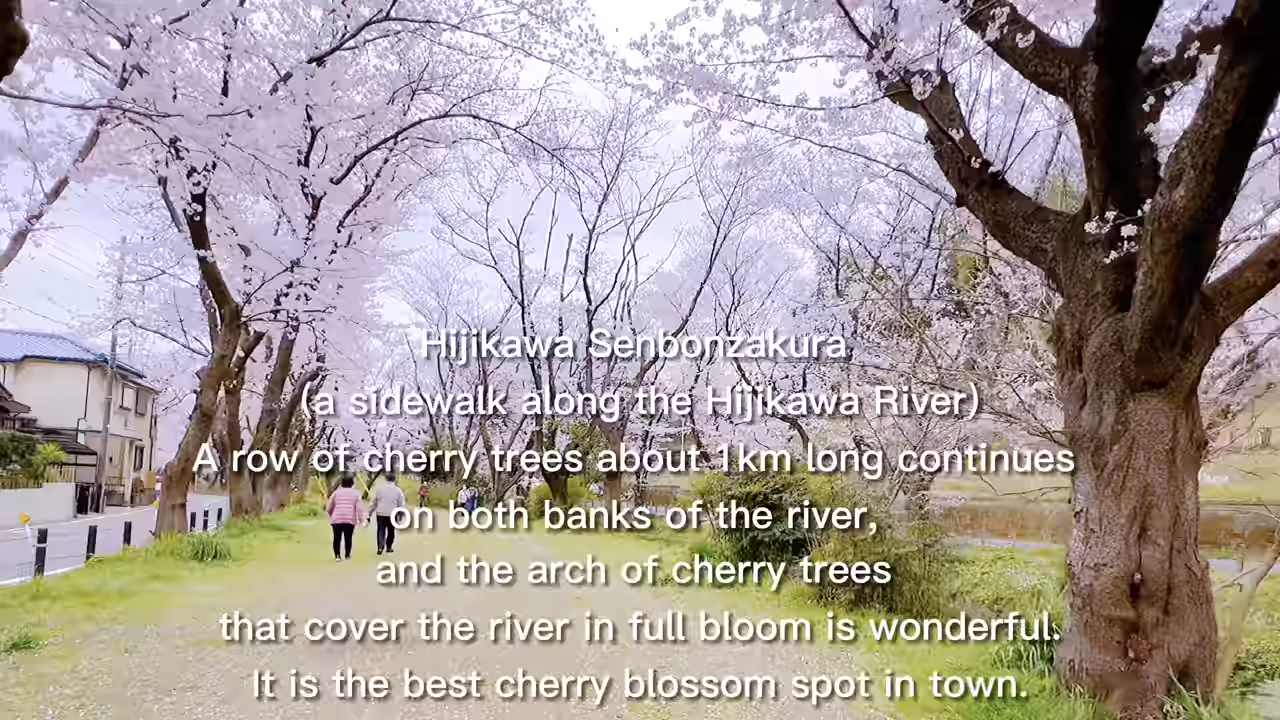 Hijikawa Senbonzakura
(a sidewalk along the Hijikawa River)
A row of cherry trees about 1km long continues
on both banks of the river,
and the arch of cherry trees
that cover the river in full bloom is wonderful.
It is the best cherry blossom spot in town.